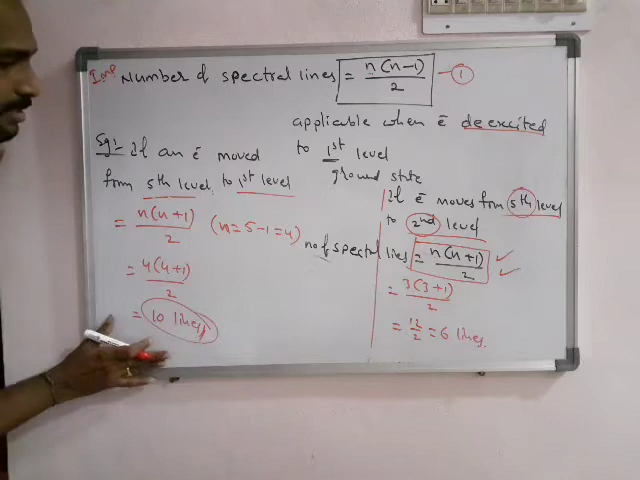 Imp Number of spectral lines = n(n-1)/2 - 1
applicable when ē deexcited
to 1st level
ground state
Eg:- If an ē moved
from 5th level to 1st level
= n(n+1)/2 (n=5-1=4)
= 4(4+1)/2
= 10 lines
If ē moves from 5th level
to 2nd level
no of spectral lines = n(n+1)/2
= 3(3+1)/2
= 12/2 = 6 lines.